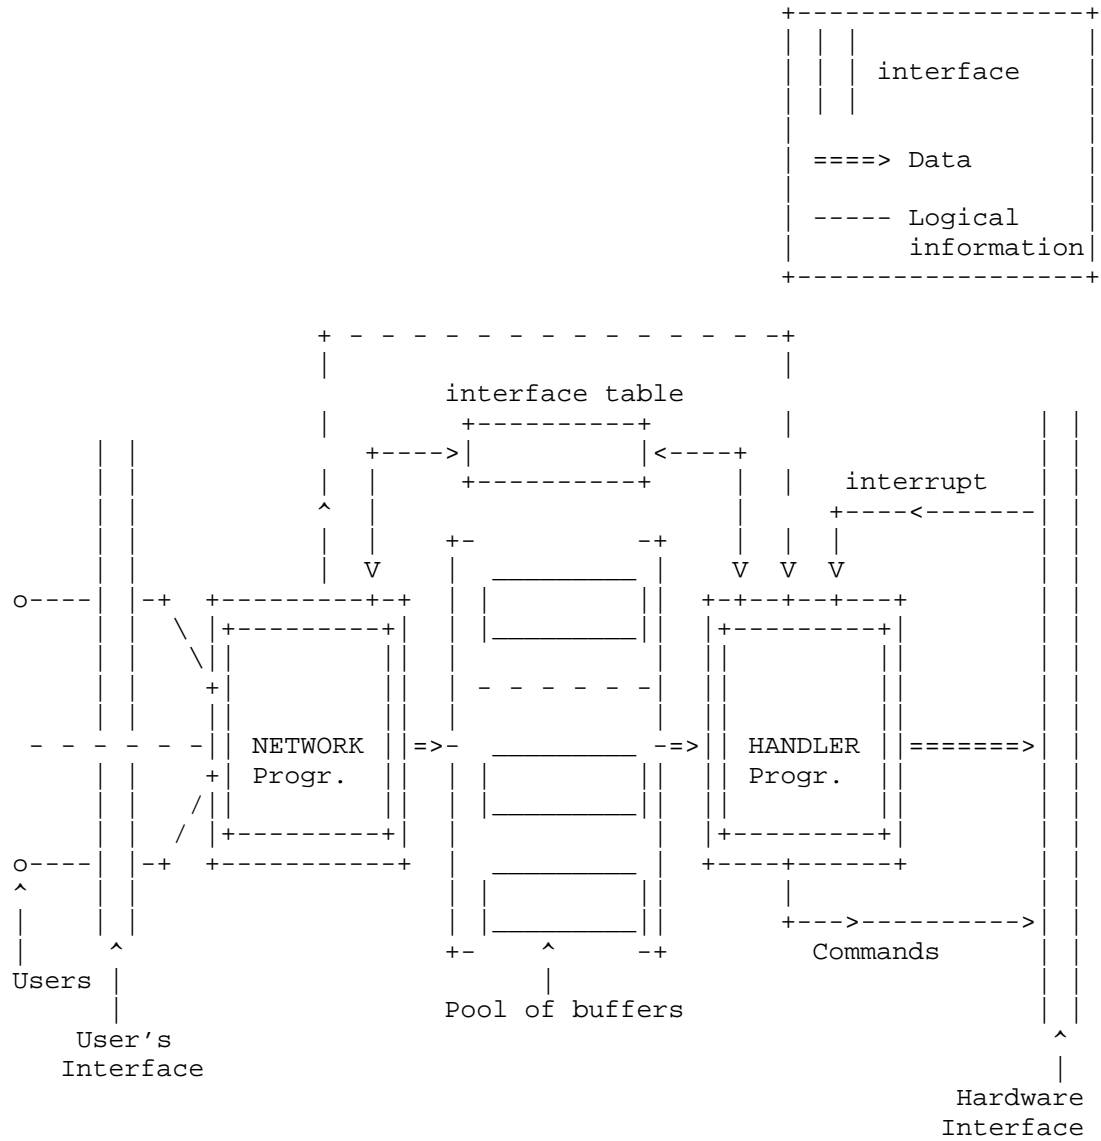 interface
====> Data
----- Logical
information
interface table
interrupt
NETWORK
Progr.
HANDLER
Progr.
Commands
Users
Pool of buffers
User's
Interface
Hardware
Interface